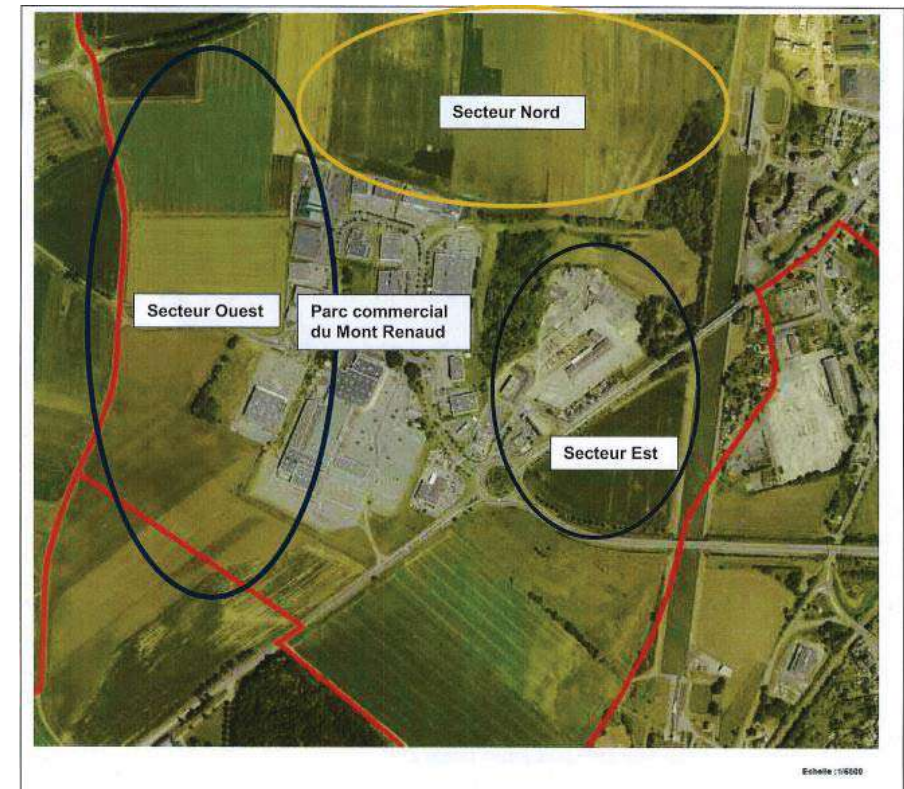 Secteur Nord
Secteur Ouest
Parc commercial
du Mont Renaud
Secteur Est
Echelle :1/6500